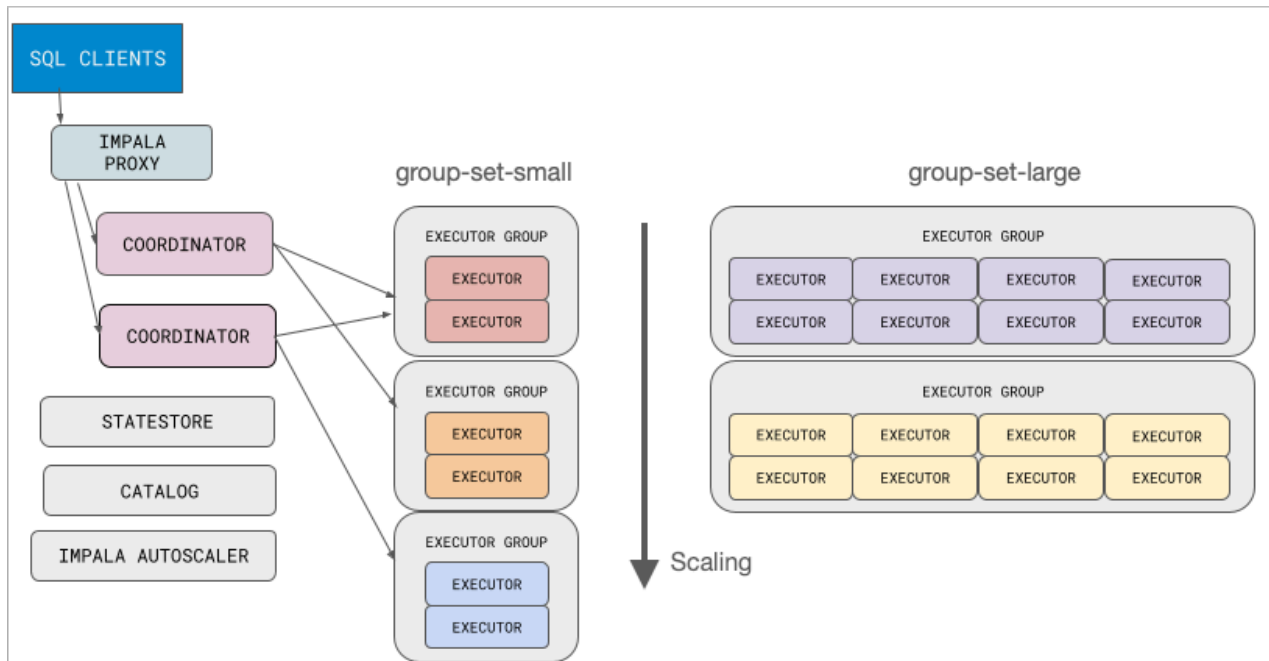 SQL CLIENTS
IMPALA
PROXY
COORDINATOR
COORDINATOR
STATESTORE
CATALOG
IMPALA AUTOSCALER
group-set-small
EXECUTOR GROUP
EXECUTOR
EXECUTOR
EXECUTOR GROUP
EXECUTOR
EXECUTOR
EXECUTOR GROUP
EXECUTOR
EXECUTOR
Scaling
group-set-large
EXECUTOR GROUP
EXECUTOR EXECUTOR EXECUTOR EXECUTOR
EXECUTOR EXECUTOR EXECUTOR EXECUTOR
EXECUTOR GROUP
EXECUTOR EXECUTOR EXECUTOR EXECUTOR
EXECUTOR EXECUTOR EXECUTOR EXECUTOR